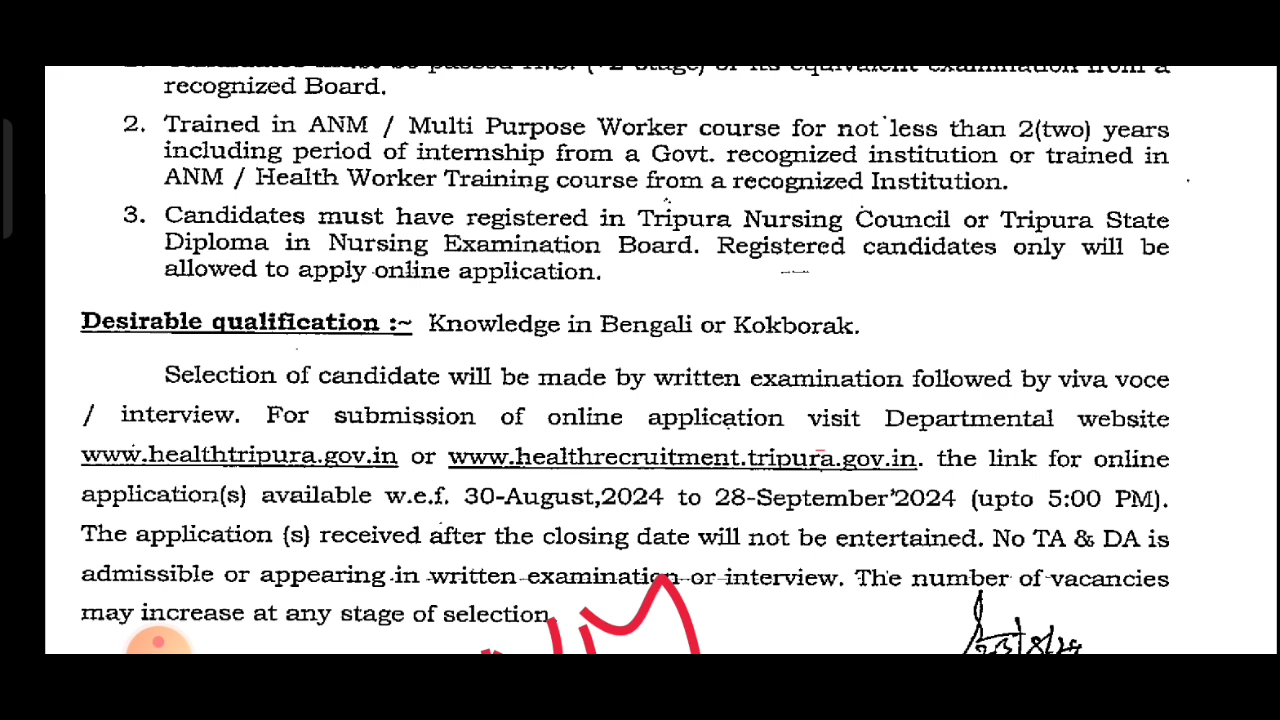 recognized Board.
2. Trained in ANM / Multi Purpose Worker course for not less than 2(two) years
including period of internship from a Govt. recognized institution or trained in
ANM / Health Worker Training course from a recognized Institution.
3. Candidates must have registered in Tripura Nursing Council or Tripura State
Diploma in Nursing Examination Board. Registered candidates only will be
allowed to apply online application.
Desirable qualification :~ Knowledge in Bengali or Kokborak.
Selection of candidate will be made by written examination followed by viva voce
/ interview. For submission of online application visit Departmental website
www.healthtripura.gov.in or www.healthrecruitment.tripura.gov.in. the link for online
application(s) available w.e.f. 30-August,2024 to 28-September'2024 (upto 5:00 PM).
The application (s) received after the closing date will not be entertained. No TA & DA is
admissible or appearing in written examination or interview. The number of vacancies
may increase at any stage of selection.